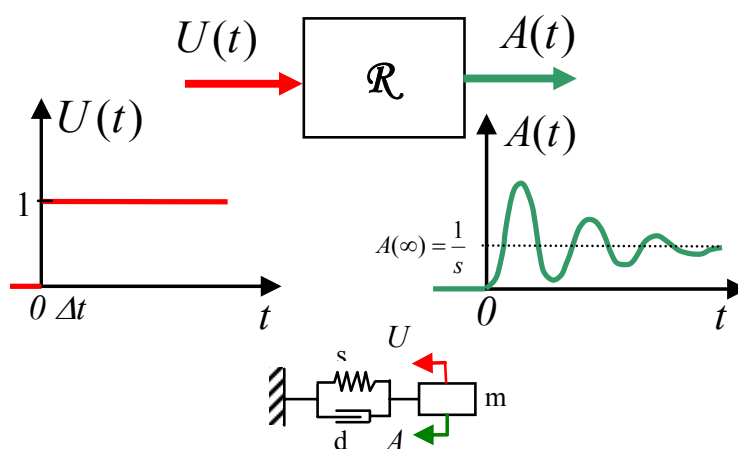 U(t)
A(t)
ℛ
U(t)
A(t)
1
A(∞) = 1/s
0 Δt
t
0
t
U
s
m
d
A